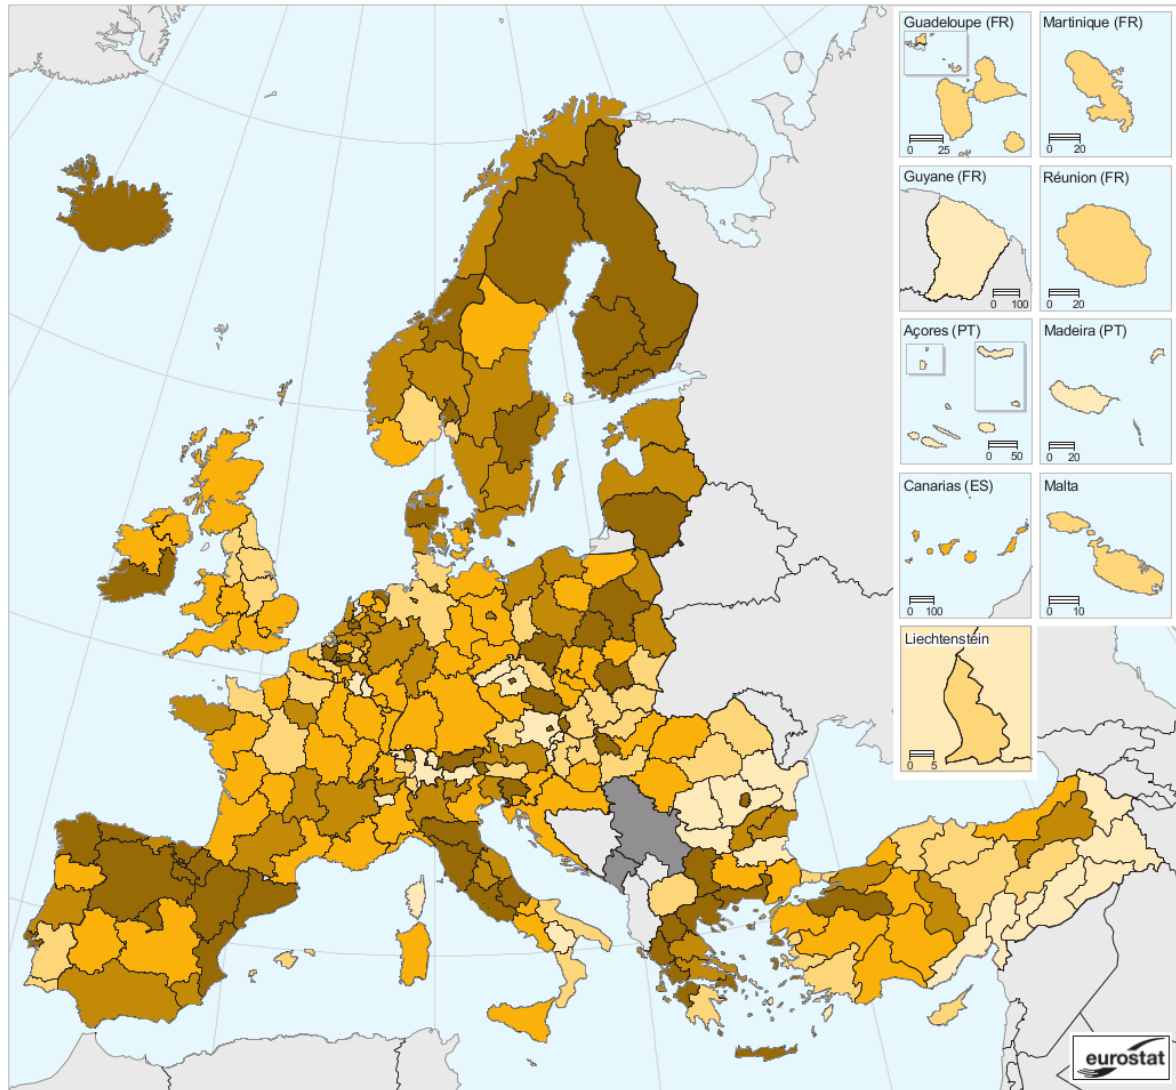 Guadeloupe (FR)
0 25
Martinique (FR)
0 20
Guyane (FR)
0 100
Réunion (FR)
0 20
Açores (PT)
0 50
Madeira (PT)
0 20
Canarias (ES)
0 100
Malta
0 10
Liechtenstein
0 5
eurostat